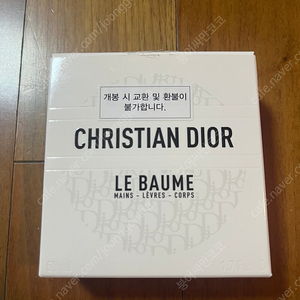 개봉 시 교환 및 환불이
불가합니다.
CHRISTIAN DIOR
LE BAUME
MAINS - LÈVRES - CORPS